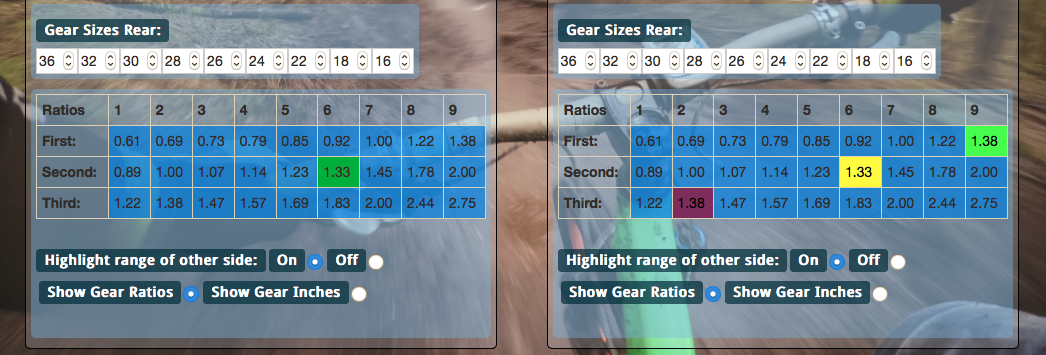 Gear Sizes Rear:
36 32 30 28 26 24 22 18 16
Ratios 1 2 3 4 5 6 7 8 9
First: 0.61 0.69 0.73 0.79 0.85 0.92 1.00 1.22 1.38
Second: 0.89 1.00 1.07 1.14 1.23 1.33 1.45 1.78 2.00
Third: 1.22 1.38 1.47 1.57 1.69 1.83 2.00 2.44 2.75
Highlight range of other side: On Off
Show Gear Ratios Show Gear Inches
Gear Sizes Rear:
36 32 30 28 26 24 22 18 16
Ratios 1 2 3 4 5 6 7 8 9
First: 0.61 0.69 0.73 0.79 0.85 0.92 1.00 1.22 1.38
Second: 0.89 1.00 1.07 1.14 1.23 1.33 1.45 1.78 2.00
Third: 1.22 1.38 1.47 1.57 1.69 1.83 2.00 2.44 2.75
Highlight range of other side: On Off
Show Gear Ratios Show Gear Inches